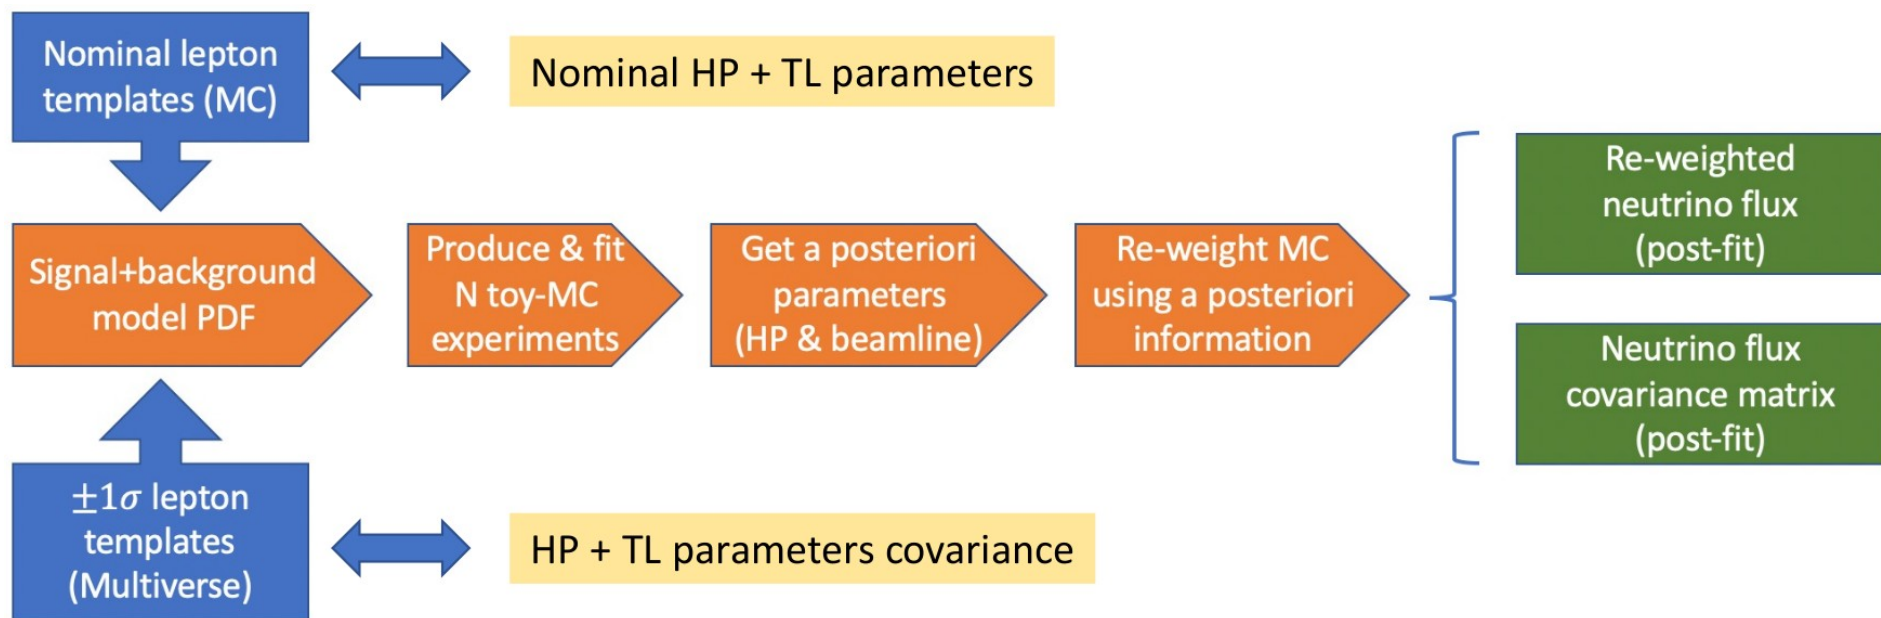 Nominal lepton
templates (MC)
Nominal HP + TL parameters
Signal+background
model PDF
Produce & fit
N toy-MC
experiments
Get a posteriori
parameters
(HP & beamline)
Re-weight MC
using a posteriori
information
Re-weighted
neutrino flux
(post-fit)
Neutrino flux
covariance matrix
(post-fit)
±1σ lepton
templates
(Multiverse)
HP + TL parameters covariance